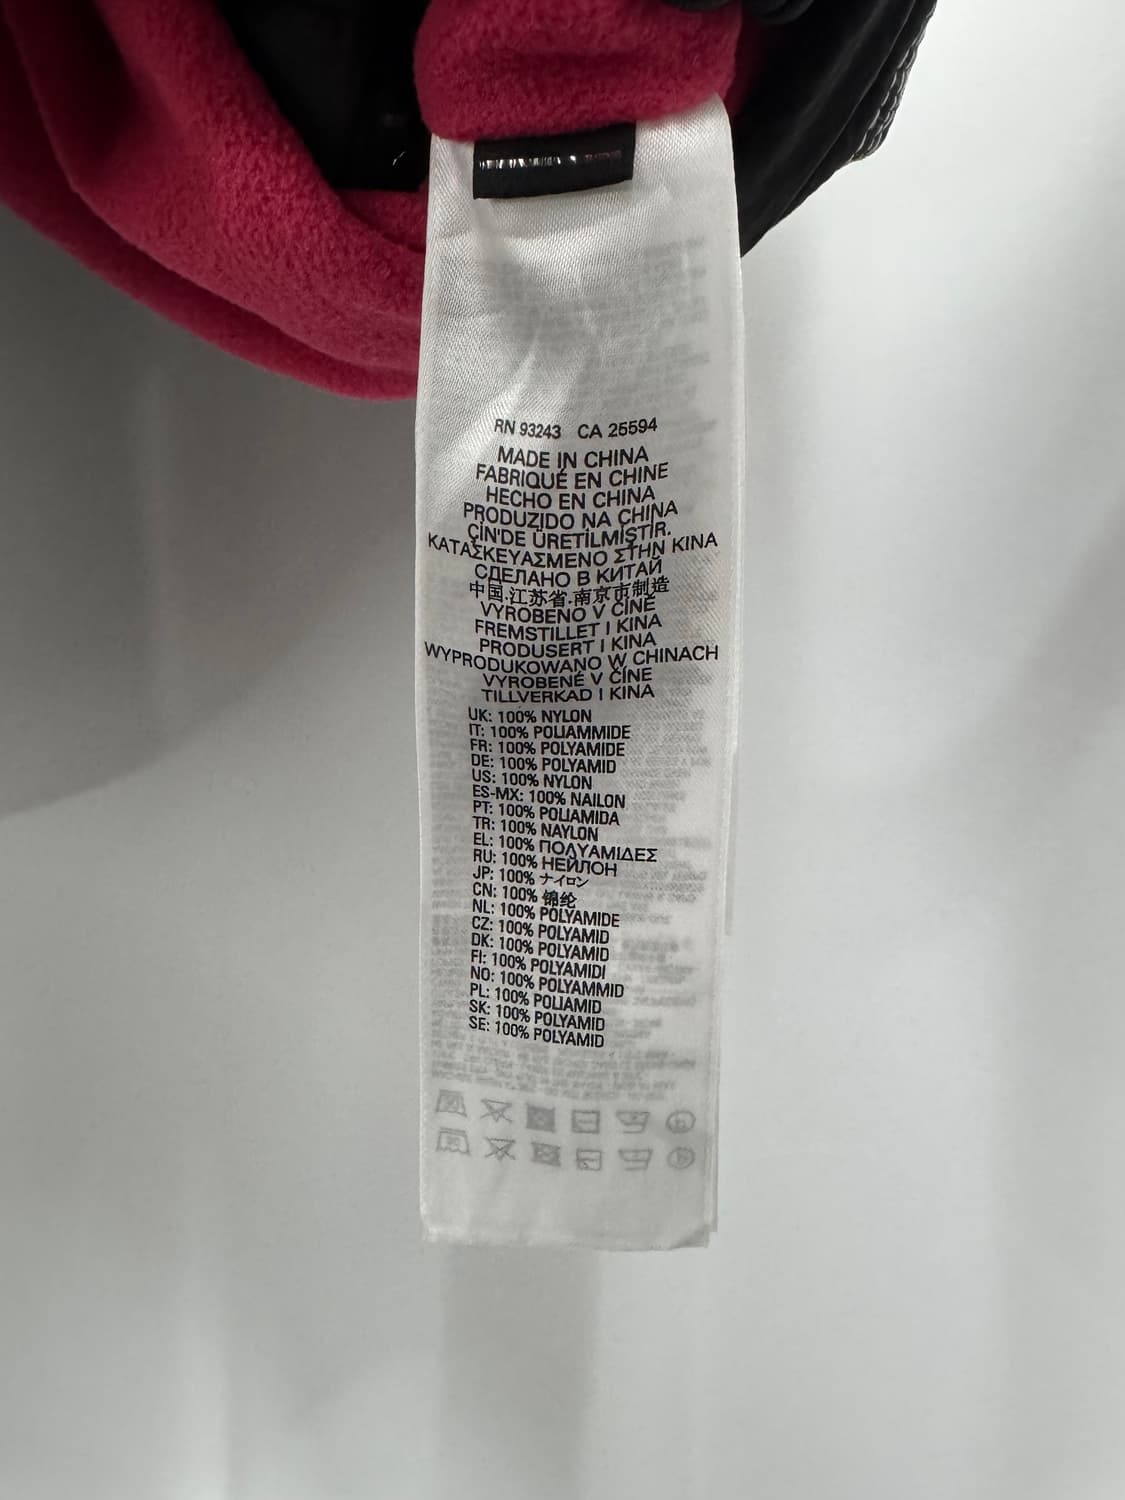 RN 93243 CA 25594
MADE IN CHINA
FABRIQUÉ EN CHINE
HECHO EN CHINA
PRODUZIDO NA CHINA
ÇİN'DE ÜRETİLMİŞTİR.
ΚΑΤΑΣΚΕΥΑΣΜΕΝΟ ΣΤΗΝ ΚΙΝΑ
СДЕЛАНО В КИТАЙ
中国.江苏省.南京市制造
VYROBENO V ČÍNĚ
FREMSTILLET I KINA
PRODUSERT I KINA
WYPRODUKOWANO W CHINACH
VYROBENÉ V ČÍNE
TILLVERKAD I KINA
UK: 100% NYLON
IT: 100% POLIAMMIDE
FR: 100% POLYAMIDE
DE: 100% POLYAMID
US: 100% NYLON
ES-MX: 100% NAILON
PT: 100% POLIAMIDA
TR: 100% NAYLON
EL: 100% ΠΟΛΥΑΜΙΔΕΣ
RU: 100% НЕЙЛОН
JP: 100% ナイロン
CN: 100% 锦纶
NL: 100% POLYAMIDE
CZ: 100% POLYAMID
DK: 100% POLYAMID
FI: 100% POLYAMIDI
NO: 100% POLYAMMID
PL: 100% POLIAMID
SK: 100% POLYAMID
SE: 100% POLYAMID